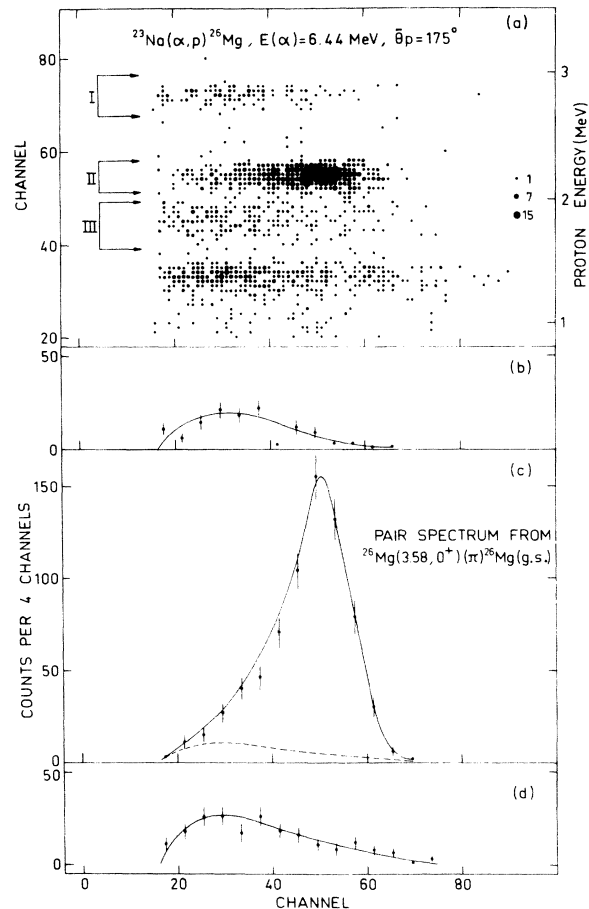 (a)
²³Na(α,p)²⁶Mg, E(α)=6.44 MeV, θ̄p=175°
80
60
40
20
CHANNEL
I
II
III
3
2
1
PROTON ENERGY (MeV)
• 1
• 7
● 15
50
0
(b)
150
100
50
0
(c)
PAIR SPECTRUM FROM
²⁶Mg(3.58, 0⁺)(π)²⁶Mg(g.s.)
COUNTS PER 4 CHANNELS
50
0
(d)
0 20 40 60 80
CHANNEL